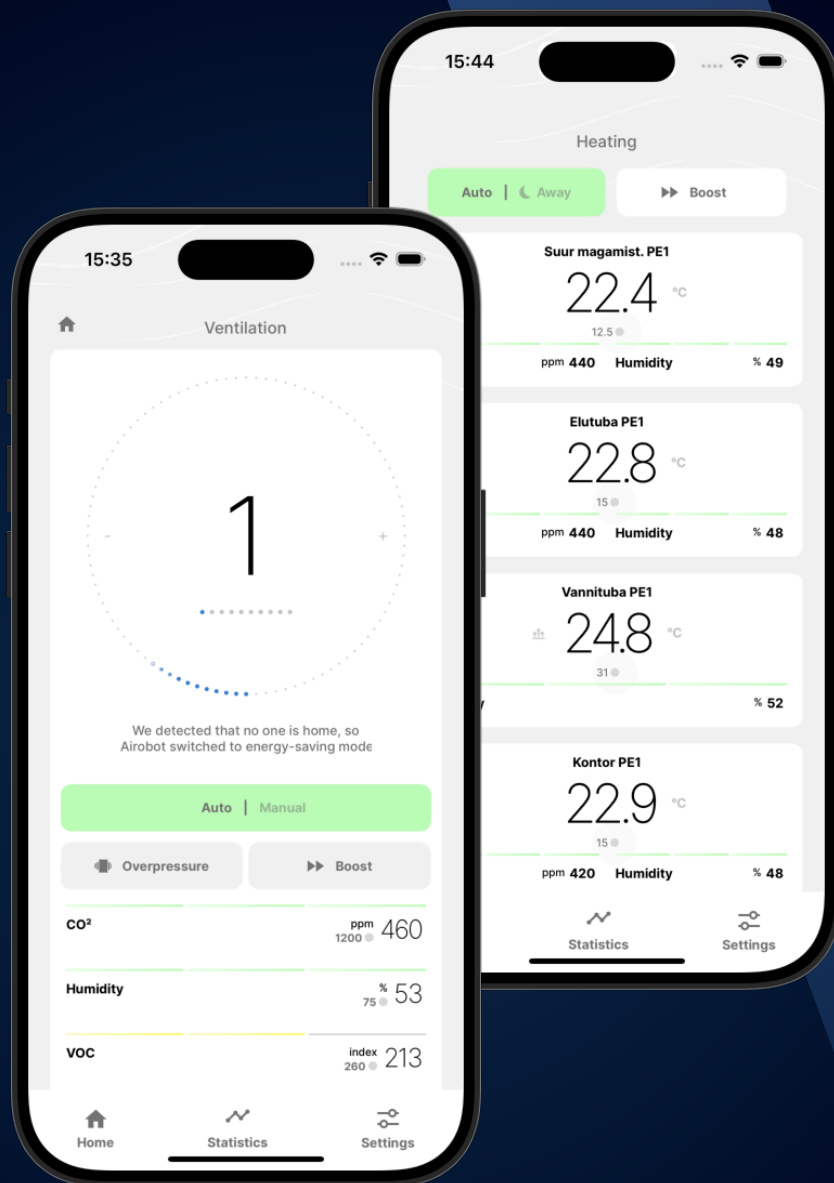 15:44
Heating
Auto | Away
Boost
Suur magamist. PE1
22.4 °C
12.5
ppm 440 Humidity % 49
Elutuba PE1
22.8 °C
15
ppm 440 Humidity % 48
Vannituba PE1
24.8 °C
31
% 52
Kontor PE1
22.9 °C
15
ppm 420 Humidity % 48
Statistics
Settings
15:35
Ventilation
1
- +
We detected that no one is home, so
Airobot switched to energy-saving mode
Auto | Manual
Overpressure
Boost
CO² ppm 460
1200
Humidity % 53
75
VOC index 213
260
Home
Statistics
Settings